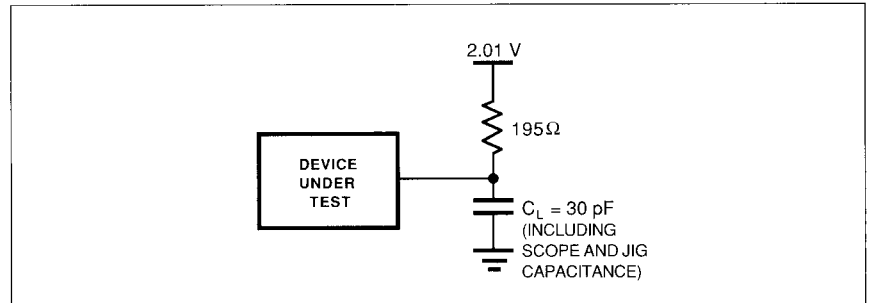 2.01 V
195Ω
DEVICE
UNDER
TEST
C_L = 30 pF
(INCLUDING
SCOPE AND JIG
CAPACITANCE)